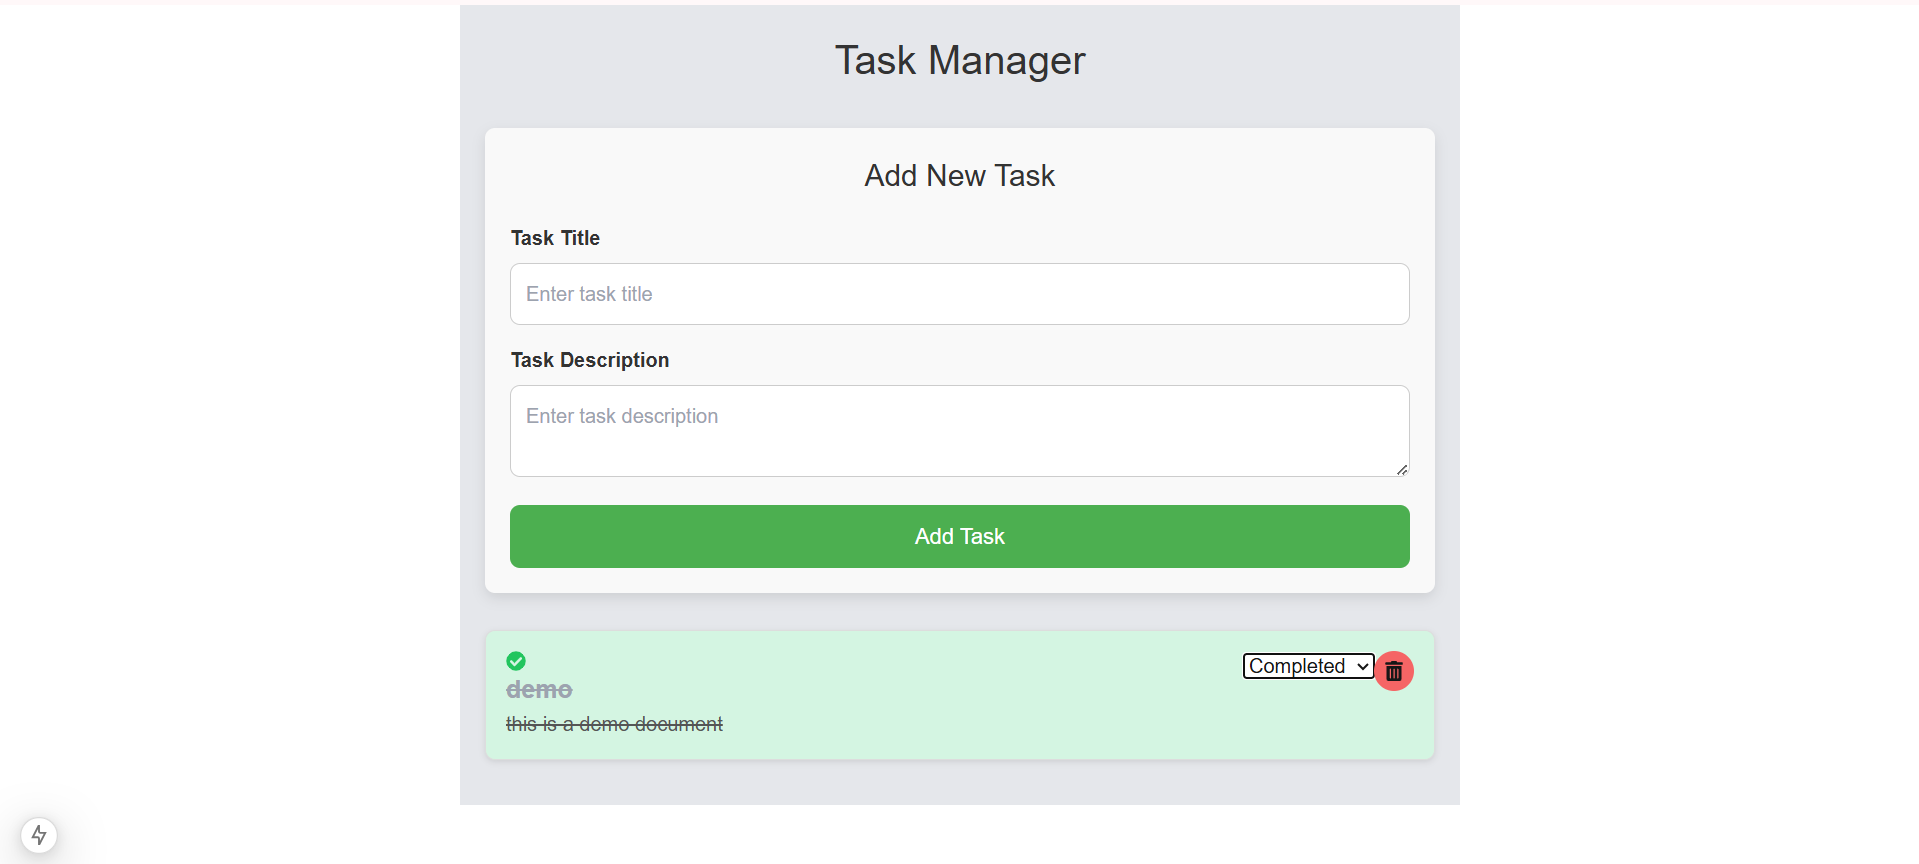 Task Manager
Add New Task
Task Title
Enter task title
Task Description
Enter task description
Add Task
Completed
demo
this is a demo document